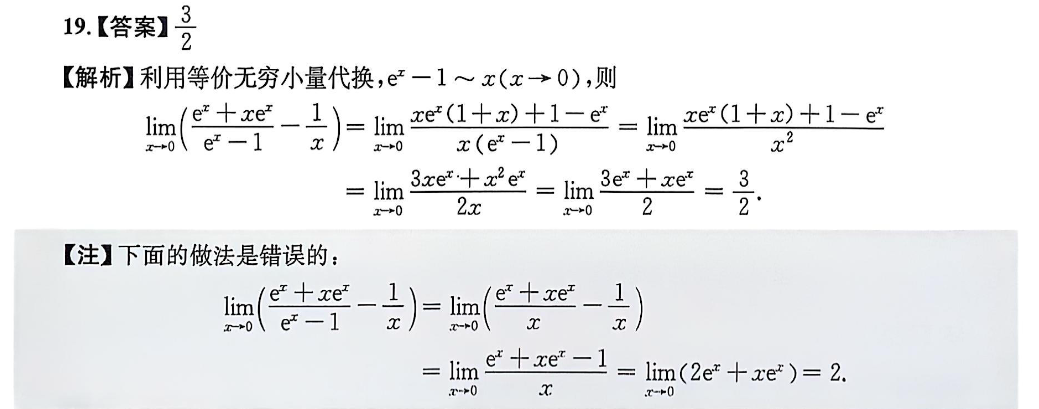 19.【答案】$\frac{3}{2}$
【解析】利用等价无穷小量代换,$e^x-1\sim x(x\to 0)$,则
$\lim_{x\to 0}\left(\frac{e^x+xe^x}{e^x-1}-\frac{1}{x}\right)=\lim_{x\to 0}\frac{xe^x(1+x)+1-e^x}{x(e^x-1)}=\lim_{x\to 0}\frac{xe^x(1+x)+1-e^x}{x^2}$
$=\lim_{x\to 0}\frac{3xe^x+x^2e^x}{2x}=\lim_{x\to 0}\frac{3e^x+xe^x}{2}=\frac{3}{2}.$
【注】下面的做法是错误的:
$\lim_{x\to 0}\left(\frac{e^x+xe^x}{e^x-1}-\frac{1}{x}\right)=\lim_{x\to 0}\left(\frac{e^x+xe^x}{x}-\frac{1}{x}\right)$
$=\lim_{x\to 0}\frac{e^x+xe^x-1}{x}=\lim_{x\to 0}(2e^x+xe^x)=2.$